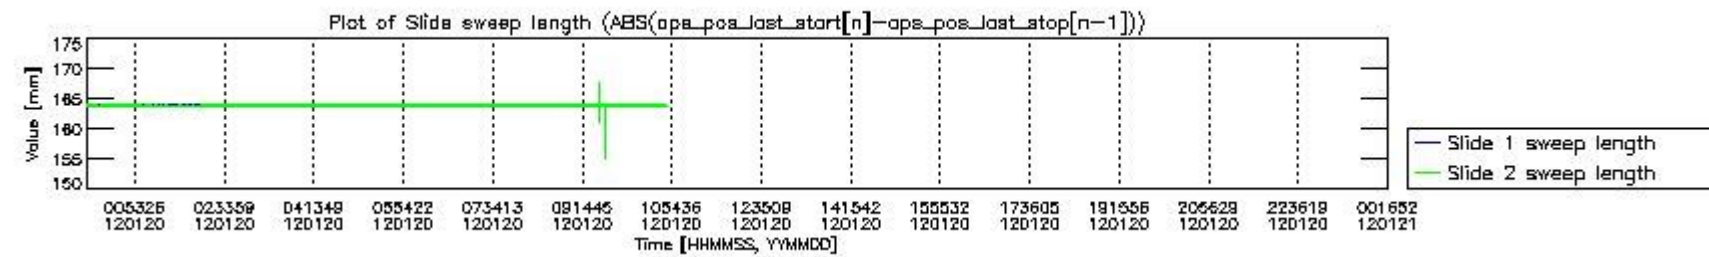 Plot of Slide sweep length (ABS(aps_pos_last_start[n]-aps_pos_last_stop[n-1]))
175
170
165
160
155
150
Value [mm]
005326 023359 041349 055422 073413 091445 105436 123509 141542 155532 173605 191556 205629 223619 001652
120120 120120 120120 120120 120120 120120 120120 120120 120120 120120 120120 120120 120120 120120 120121
Time [HHMMSS, YYMMDD]
Slide 1 sweep length
Slide 2 sweep length